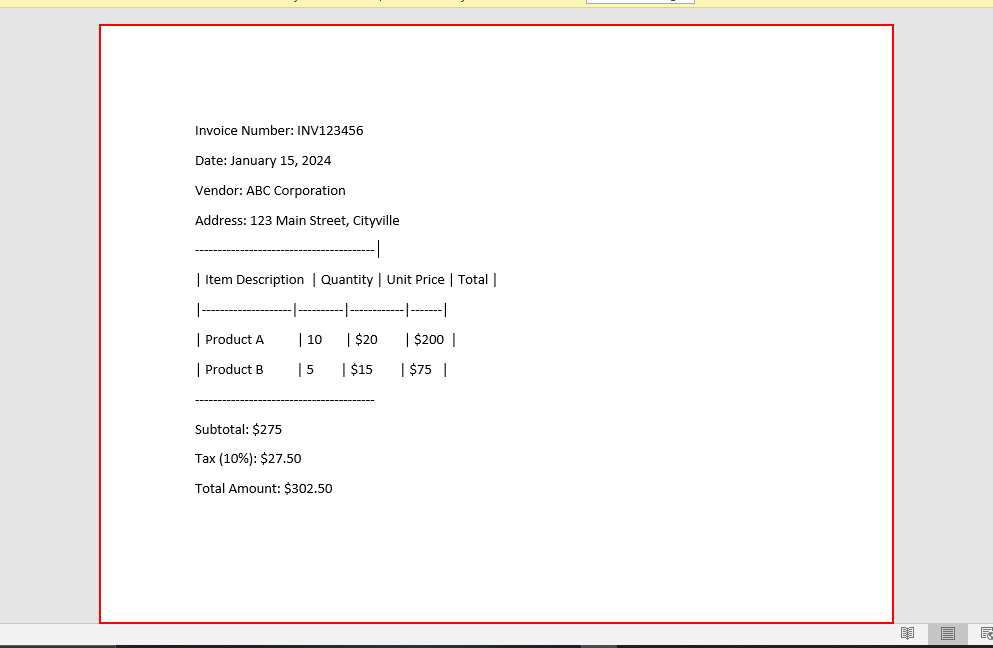 Invoice Number: INV123456
Date: January 15, 2024
Vendor: ABC Corporation
Address: 123 Main Street, Cityville
----------------------------------------
| Item Description  | Quantity | Unit Price | Total |
|--------------------|----------|------------|-------|
| Product A         | 10      | $20       | $200  |
| Product B         | 5       | $15       | $75   |
----------------------------------------
Subtotal: $275
Tax (10%): $27.50
Total Amount: $302.50